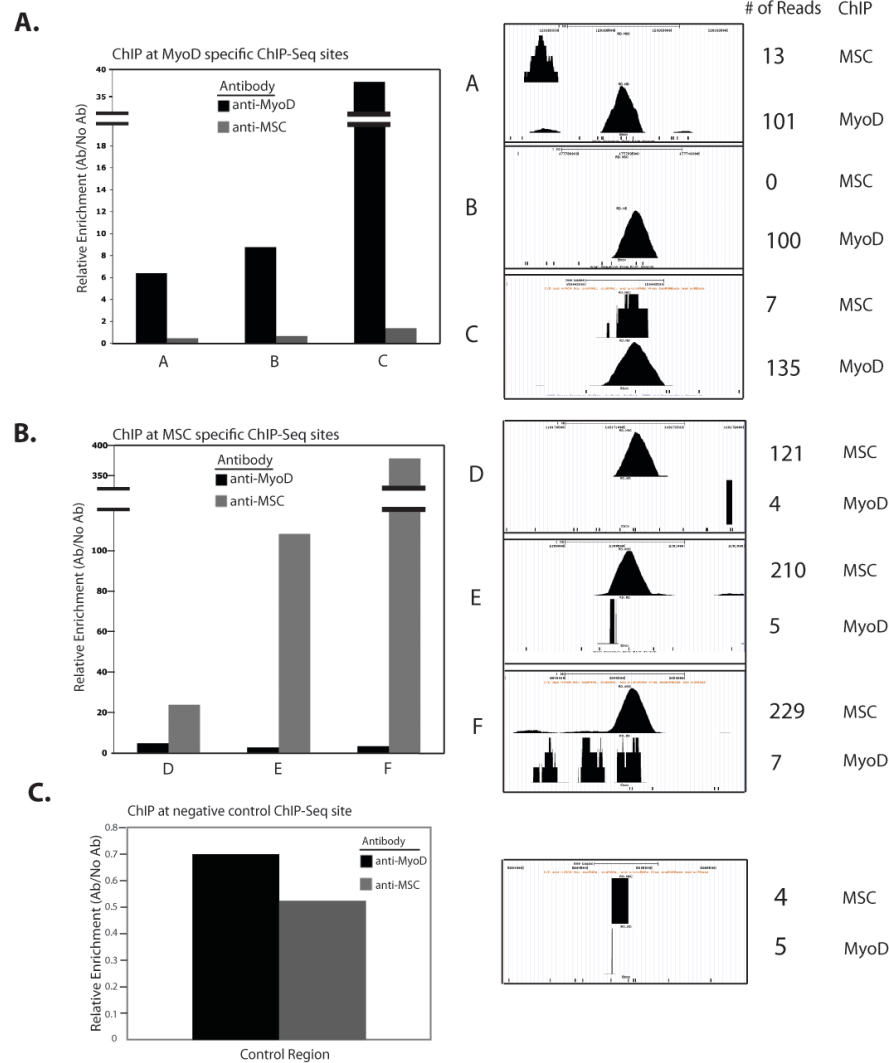 A.
ChIP at MyoD specific ChIP-Seq sites
Antibody
anti-MyoD
anti-MSC
Relative Enrichment (Ab/No Ab)
40
35
20
18
16
14
12
10
8
6
4
2
0
A
B
C
# of Reads ChIP
A
13 MSC
101 MyoD
B
0 MSC
100 MyoD
C
7 MSC
135 MyoD
B.
ChIP at MSC specific ChIP-Seq sites
Antibody
anti-MyoD
anti-MSC
Relative Enrichment (Ab/No Ab)
400
350
100
80
60
40
20
0
D
E
F
D
121 MSC
4 MyoD
E
210 MSC
5 MyoD
F
229 MSC
7 MyoD
C.
ChIP at negative control ChIP-Seq site
Antibody
anti-MyoD
anti-MSC
Relative Enrichment (Ab/No Ab)
0.8
0.7
0.6
0.5
0.4
0.3
0.2
0.1
0
Control Region
4 MSC
5 MyoD